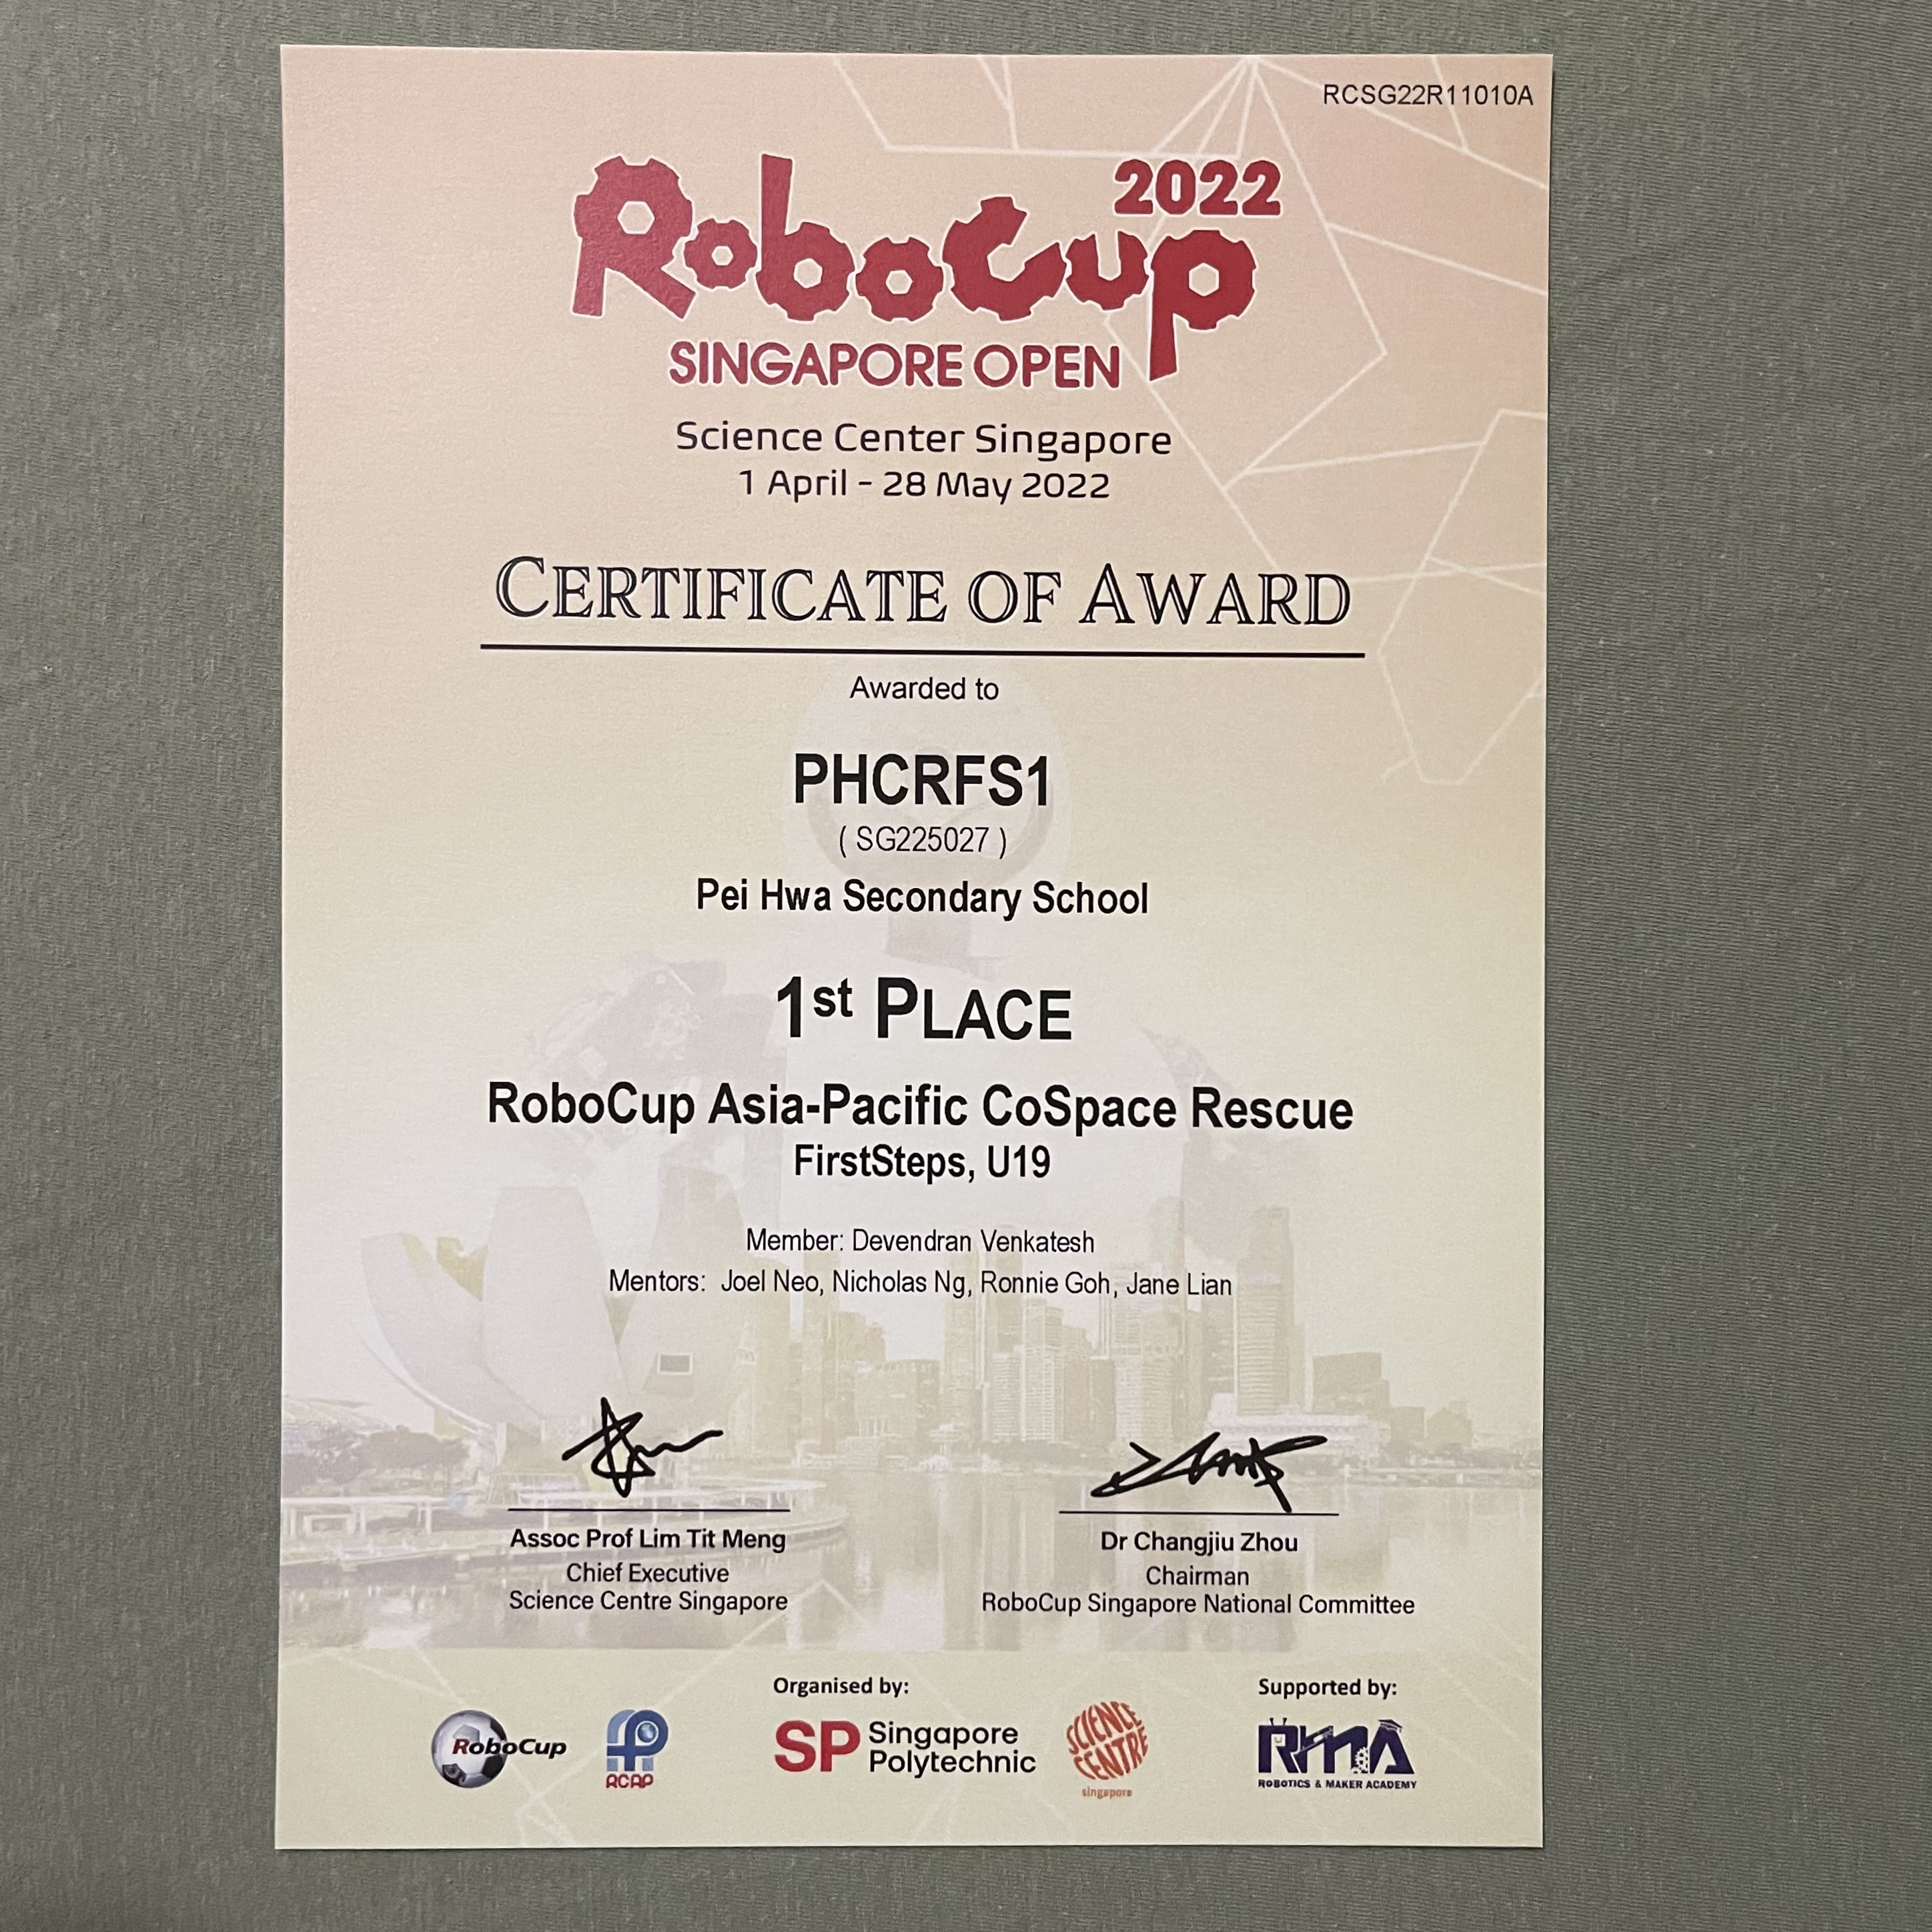 RCSG22R11010A
RoboCup 2022
SINGAPORE OPEN
Science Center Singapore
1 April - 28 May 2022
CERTIFICATE OF AWARD
Awarded to
PHCRFS1
( SG225027 )
Pei Hwa Secondary School
1st PLACE
RoboCup Asia-Pacific CoSpace Rescue
FirstSteps, U19
Member: Devendran Venkatesh
Mentors: Joel Neo, Nicholas Ng, Ronnie Goh, Jane Lian
Assoc Prof Lim Tit Meng
Chief Executive
Science Centre Singapore
Dr Changjiu Zhou
Chairman
RoboCup Singapore National Committee
RoboCup
RCAP
Organised by:
SP Singapore
Polytechnic
SCIENCE
CENTRE
singapore
Supported by:
RMA
ROBOTICS & MAKER ACADEMY